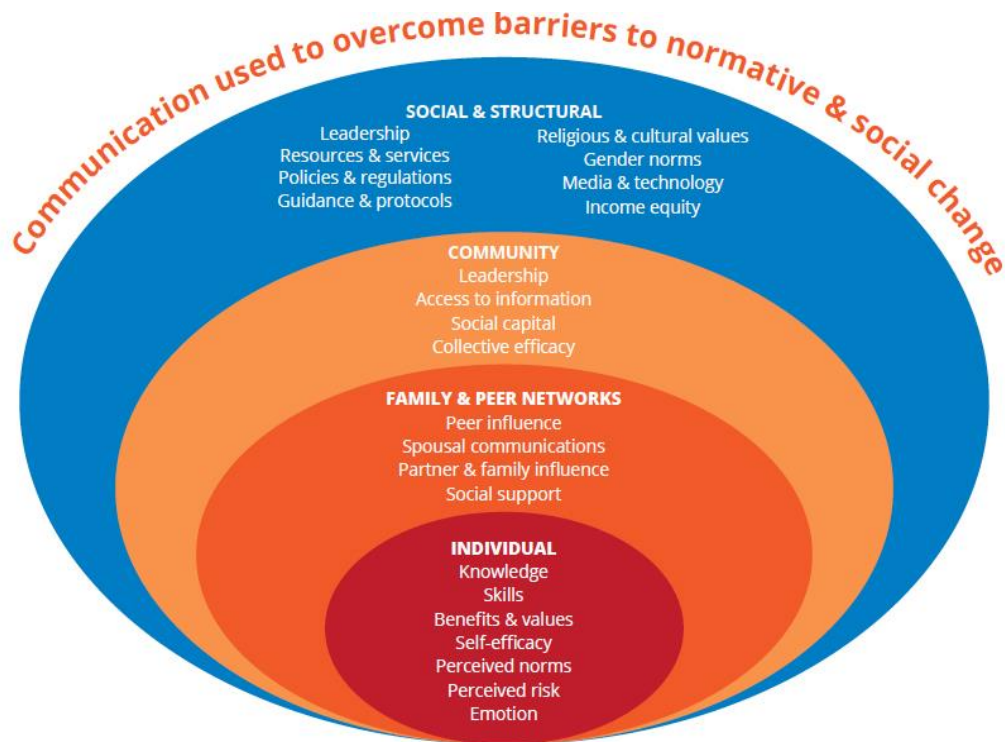 Communication used to overcome barriers to normative & social change
SOCIAL & STRUCTURAL
Leadership
Resources & services
Policies & regulations
Guidance & protocols
Religious & cultural values
Gender norms
Media & technology
Income equity
COMMUNITY
Leadership
Access to information
Social capital
Collective efficacy
FAMILY & PEER NETWORKS
Peer influence
Spousal communications
Partner & family influence
Social support
INDIVIDUAL
Knowledge
Skills
Benefits & values
Self-efficacy
Perceived norms
Perceived risk
Emotion